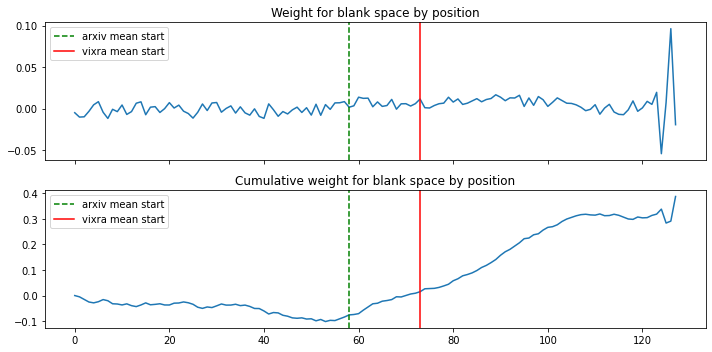 Weight for blank space by position
0.10
0.05
0.00
−0.05
arxiv mean start
vixra mean start
Cumulative weight for blank space by position
0.4
0.3
0.2
0.1
0.0
−0.1
arxiv mean start
vixra mean start
0 20 40 60 80 100 120